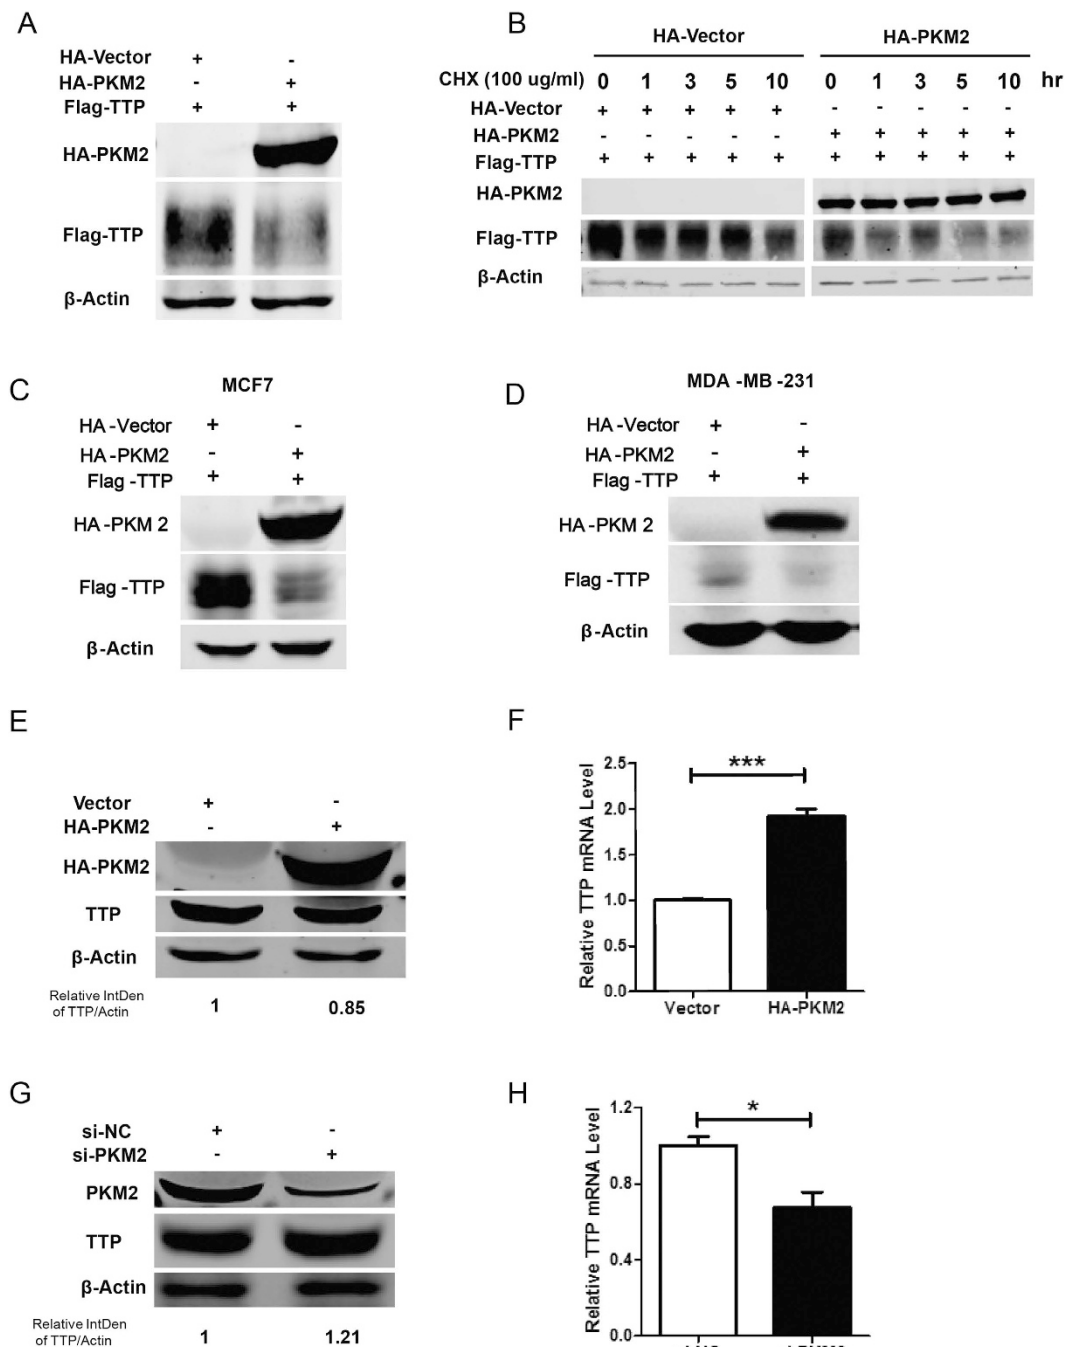 A
HA-Vector + -
HA-PKM2 - +
Flag-TTP + +
HA-PKM2
Flag-TTP
β-Actin
B
HA-Vector HA-PKM2
CHX (100 ug/ml) 0 1 3 5 10 0 1 3 5 10 hr
HA-Vector + + + + + - - - - -
HA-PKM2 - - - - - + + + + +
Flag-TTP + + + + + + + + + +
HA-PKM2
Flag-TTP
β-Actin
C
MCF7
HA-Vector + -
HA-PKM2 - +
Flag-TTP + +
HA-PKM 2
Flag-TTP
β-Actin
D
MDA-MB-231
HA-Vector + -
HA-PKM2 - +
Flag-TTP + +
HA-PKM 2
Flag-TTP
β-Actin
E
Vector + -
HA-PKM2 - +
HA-PKM2
TTP
β-Actin
Relative IntDen
of TTP/Actin 1 0.85
F
Relative TTP mRNA Level
2.5
2.0
1.5
1.0
0.5
0.0
***
Vector HA-PKM2
G
si-NC + -
si-PKM2 - +
PKM2
TTP
β-Actin
Relative IntDen
of TTP/Actin 1 1.21
H
Relative TTP mRNA Level
1.2
0.8
0.4
0.0
*